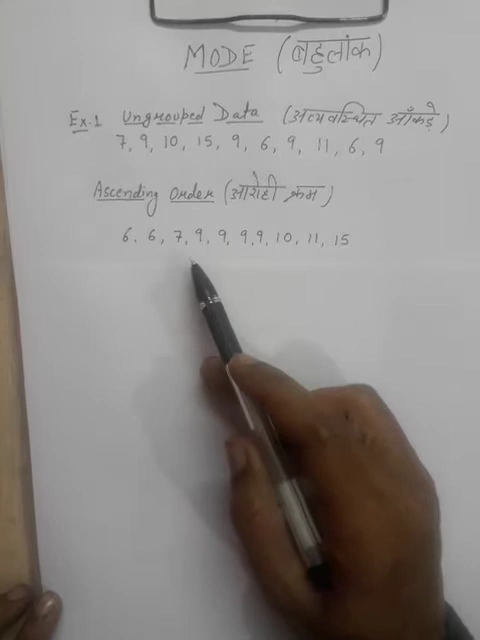 MODE (बहुलांक)
Ex.1 Ungrouped Data (अव्यवस्थित आँकड़े)
7, 9, 10, 15, 9, 6, 9, 11, 6, 9
Ascending Order (आरोही क्रम)
6, 6, 7, 9, 9, 9, 9, 10, 11, 15